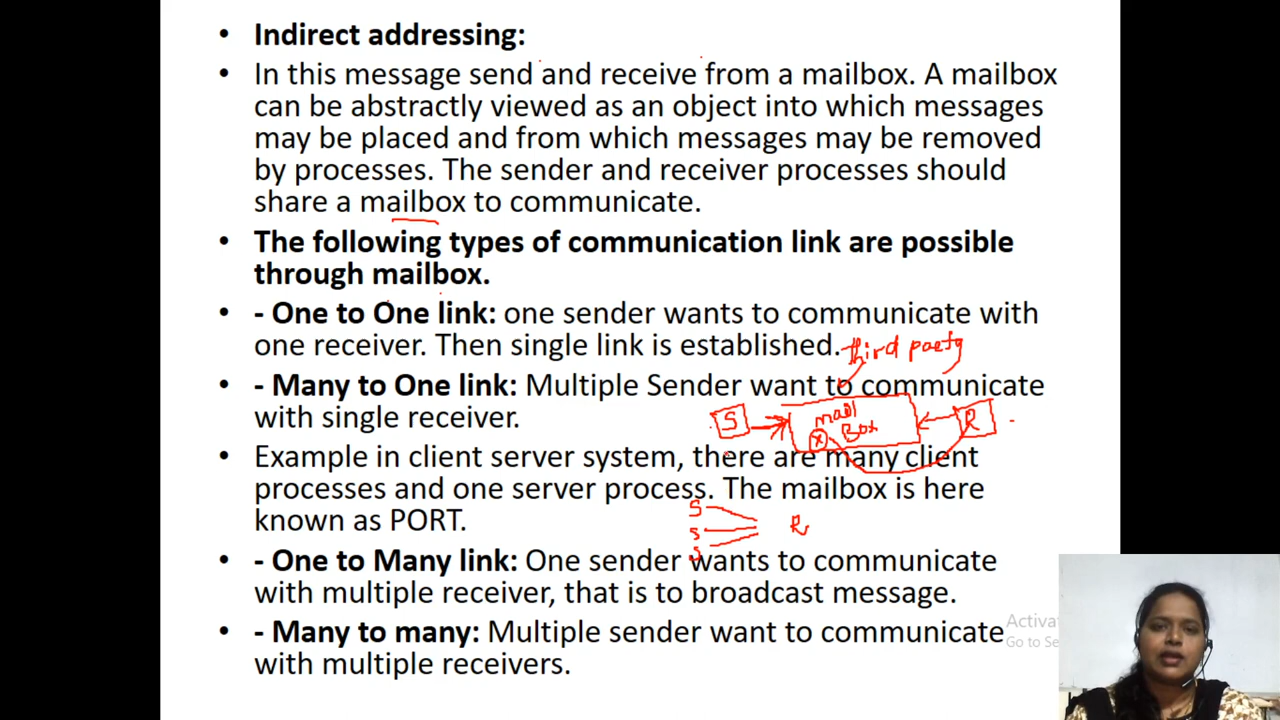 • Indirect addressing:
• In this message send and receive from a mailbox. A mailbox
can be abstractly viewed as an object into which messages
may be placed and from which messages may be removed
by processes. The sender and receiver processes should
share a mailbox to communicate.
• The following types of communication link are possible
through mailbox.
• - One to One link: one sender wants to communicate with
one receiver. Then single link is established.
third party
• - Many to One link: Multiple Sender want to communicate
with single receiver.
S
mail
Box
x
R
• Example in client server system, there are many client
processes and one server process. The mailbox is here
known as PORT.
S
S
S
R
• - One to Many link: One sender wants to communicate
with multiple receiver, that is to broadcast message.
• - Many to many: Multiple sender want to communicate
with multiple receivers.
Activat
Go to Se